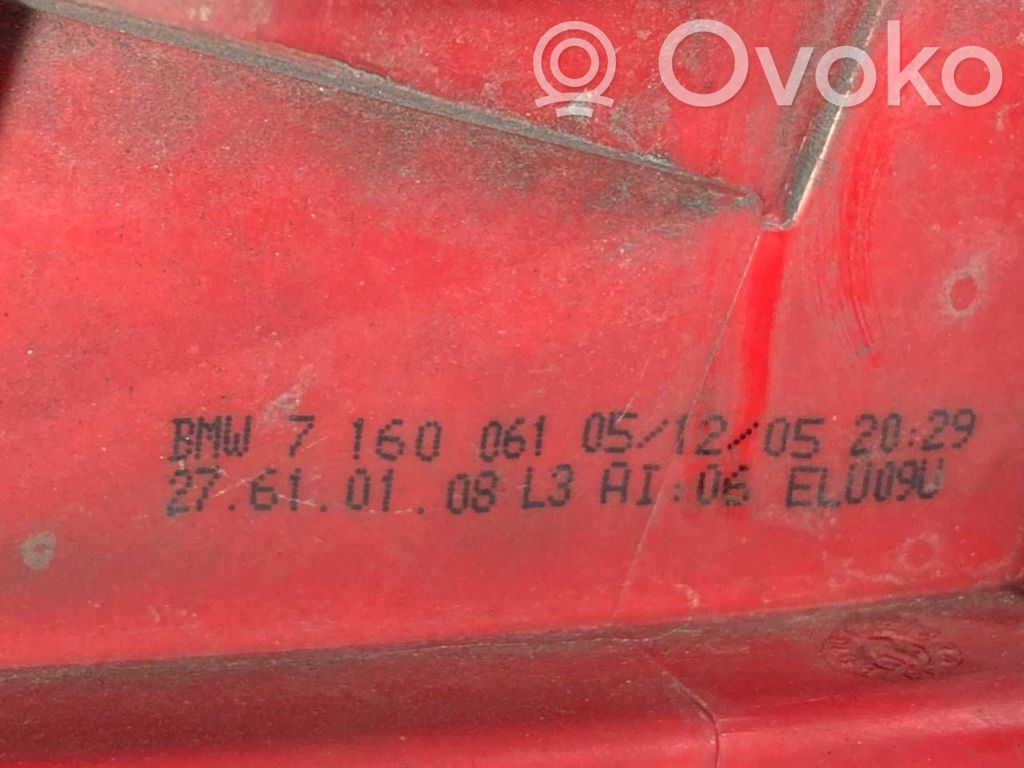 Ovoko
BMW 7 160 061 05/12/05 20:29
27.61.01.08 L3 AI:06 ELU09U